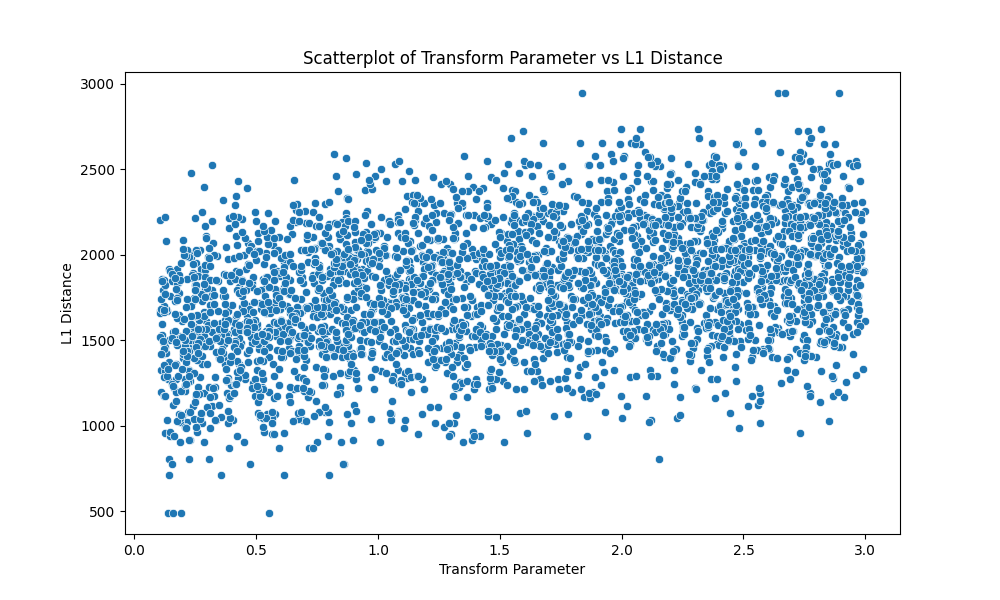 Scatterplot of Transform Parameter vs L1 Distance
3000
2500
2000
1500
1000
500
L1 Distance
0.0 0.5 1.0 1.5 2.0 2.5 3.0
Transform Parameter